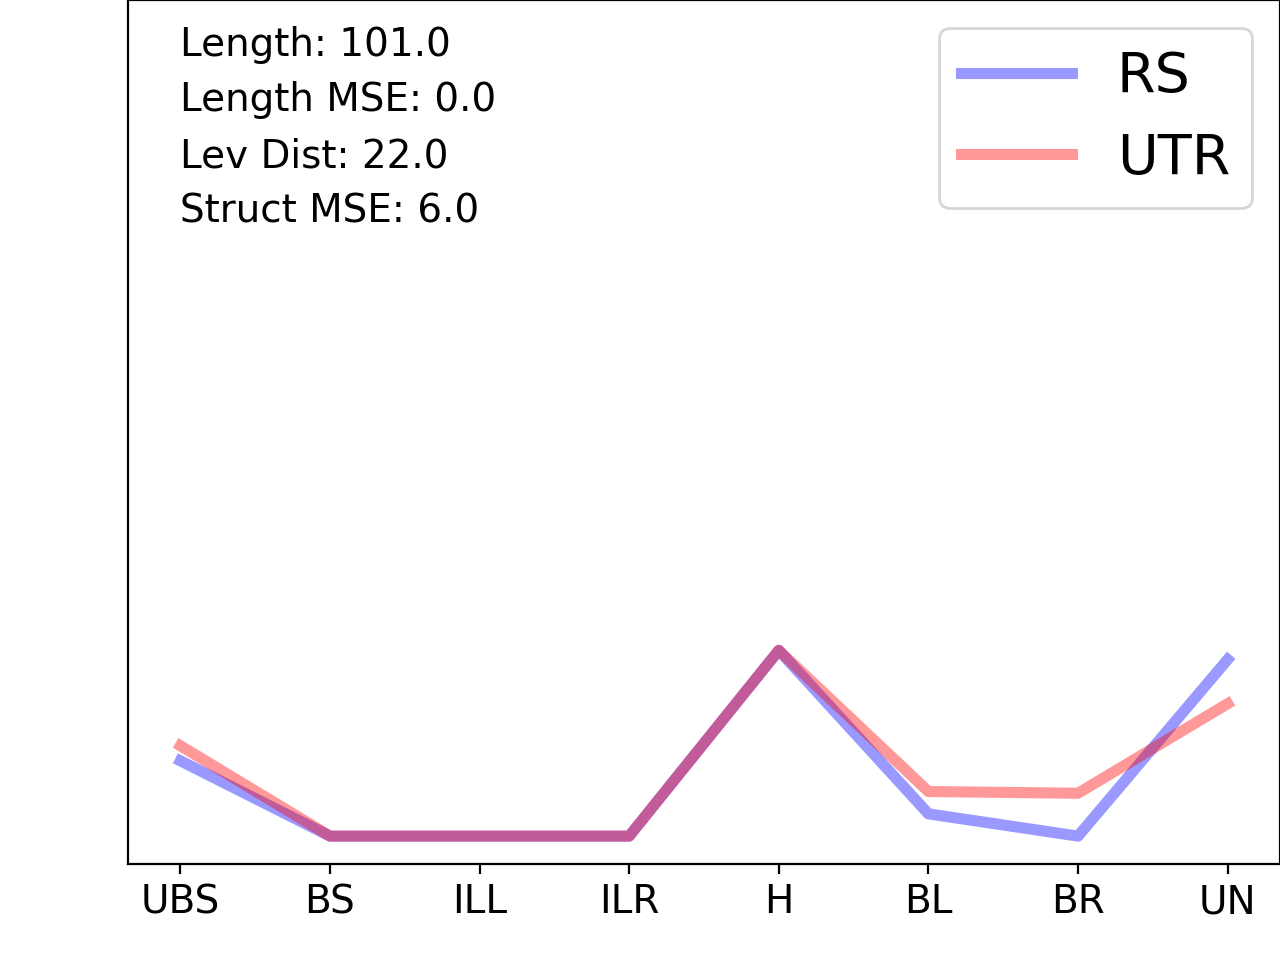 Length: 101.0
Length MSE: 0.0
Lev Dist: 22.0
Struct MSE: 6.0
RS
UTR
UBS BS ILL ILR H BL BR UN